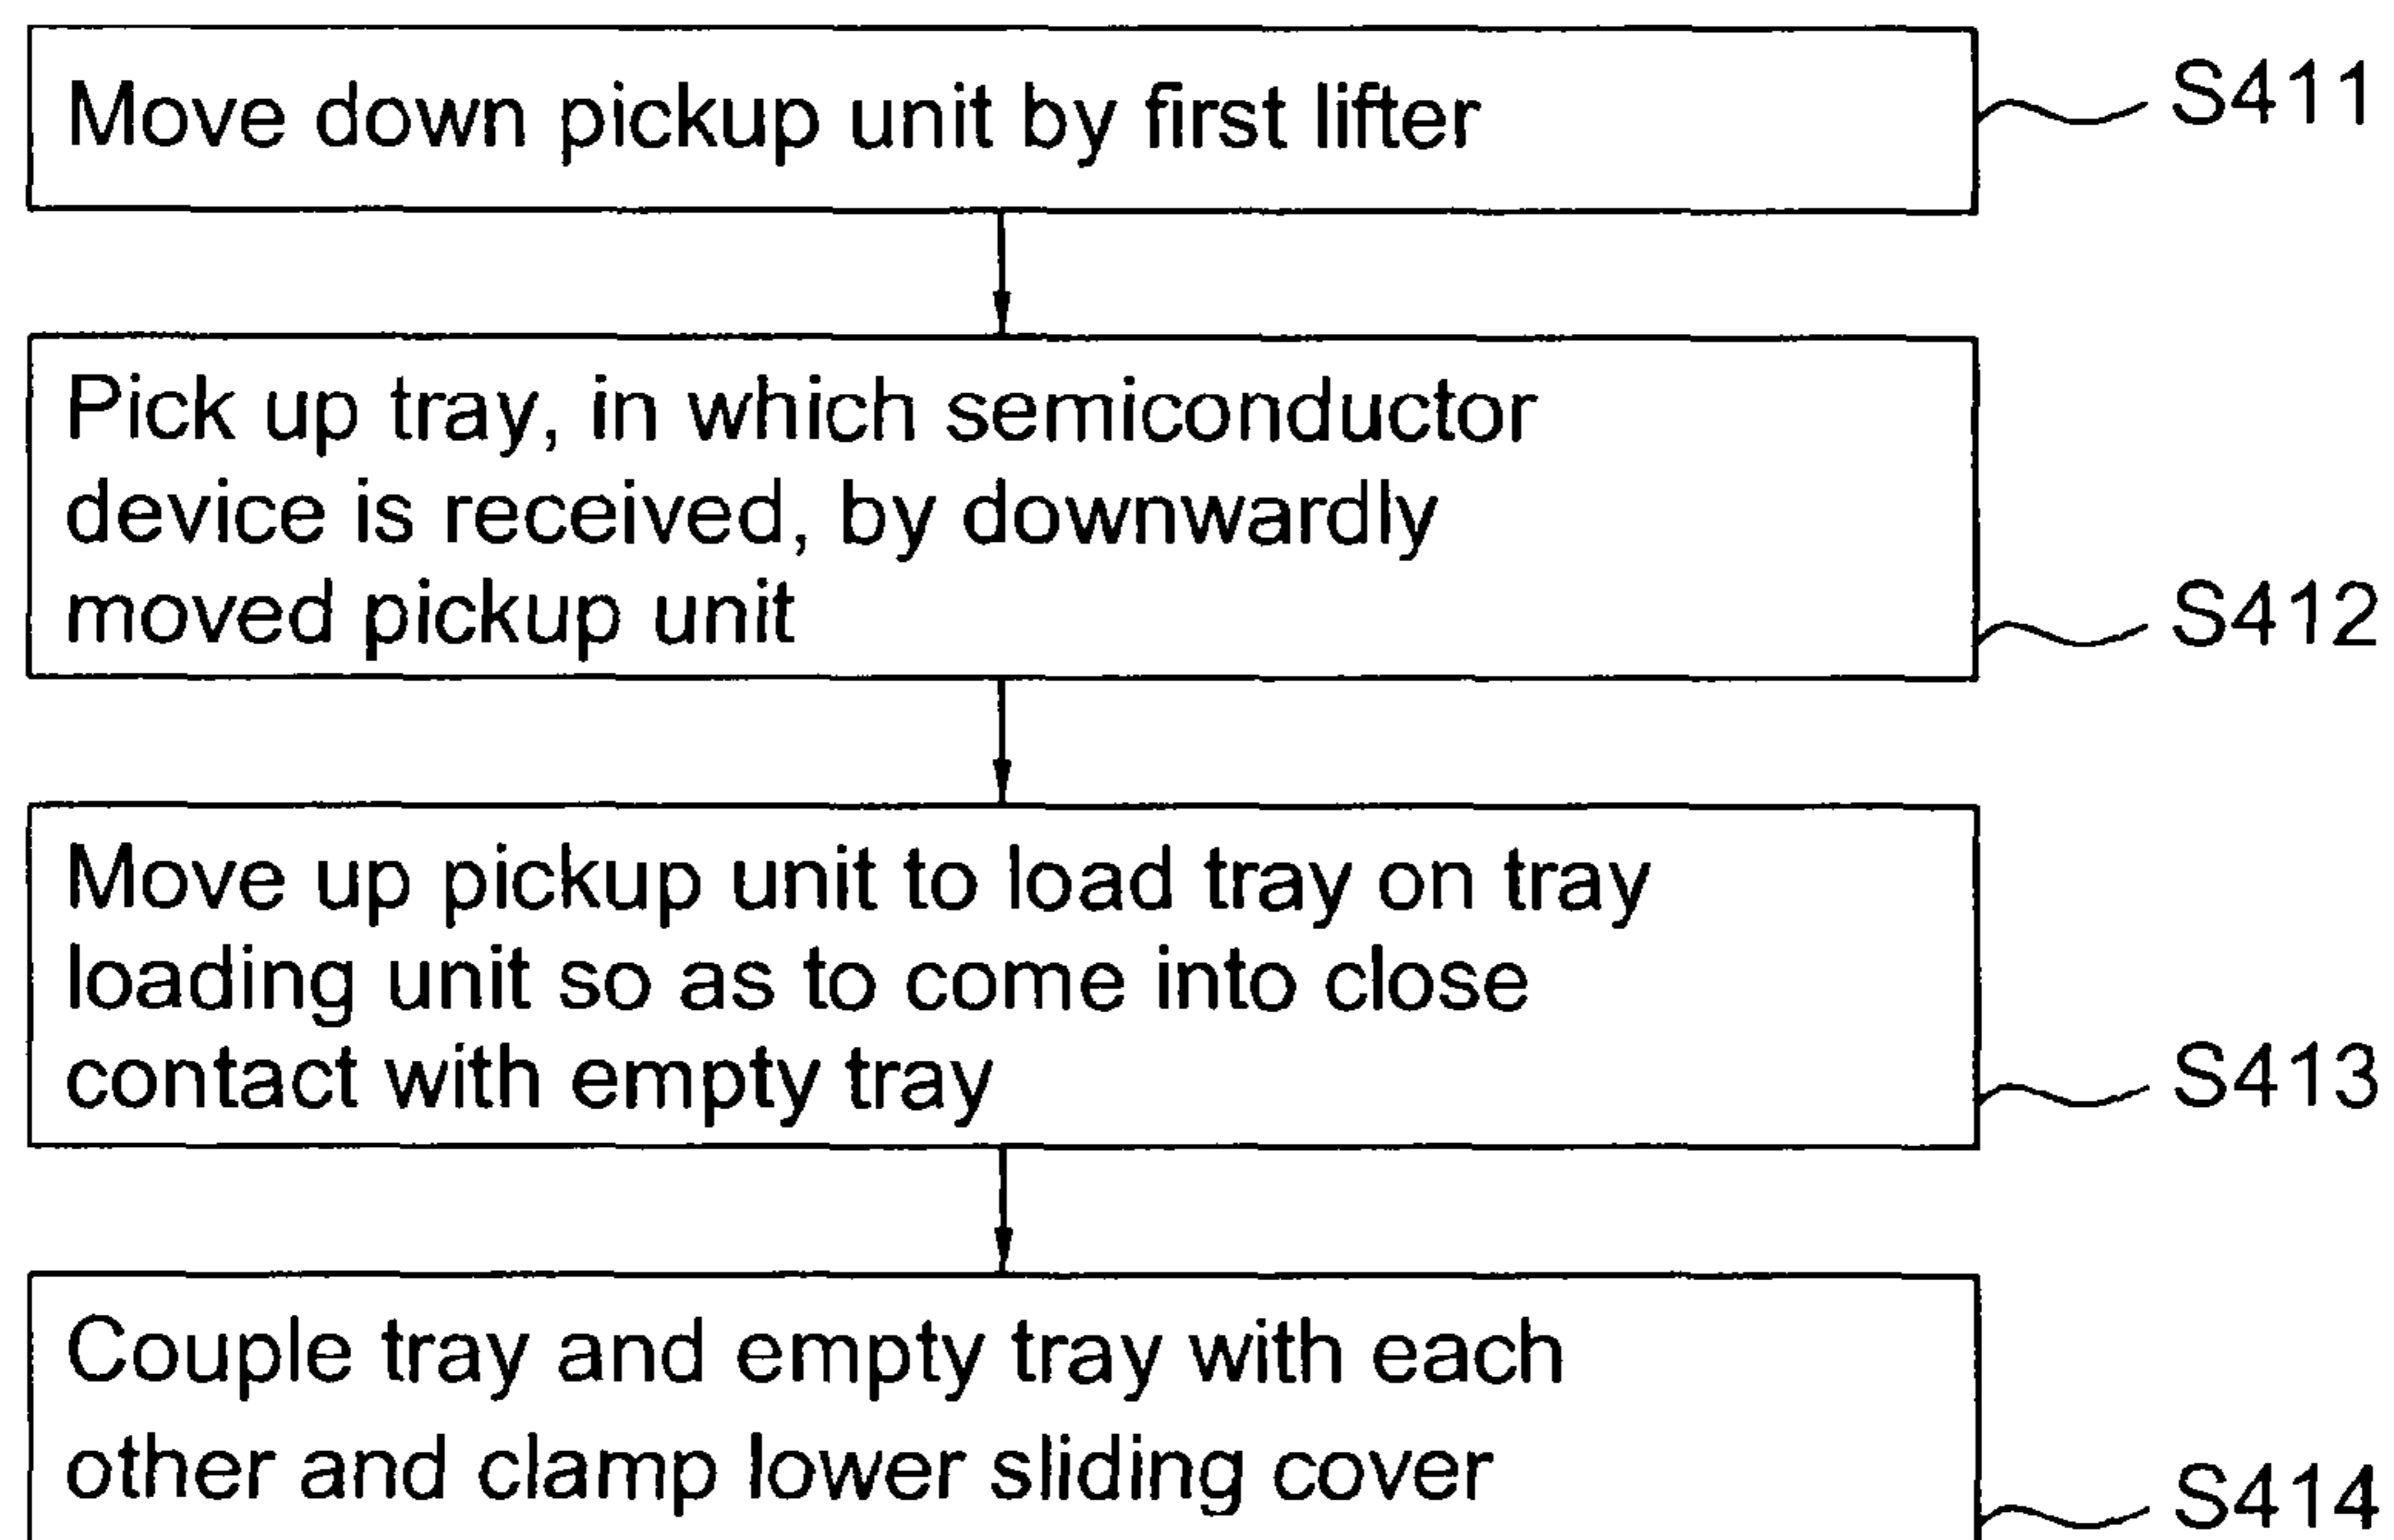 Move down pickup unit by first lifter
S411
Pick up tray, in which semiconductor
device is received, by downwardly
moved pickup unit
S412
Move up pickup unit to load tray on tray
loading unit so as to come into close
contact with empty tray
S413
Couple tray and empty tray with each
other and clamp lower sliding cover
S414